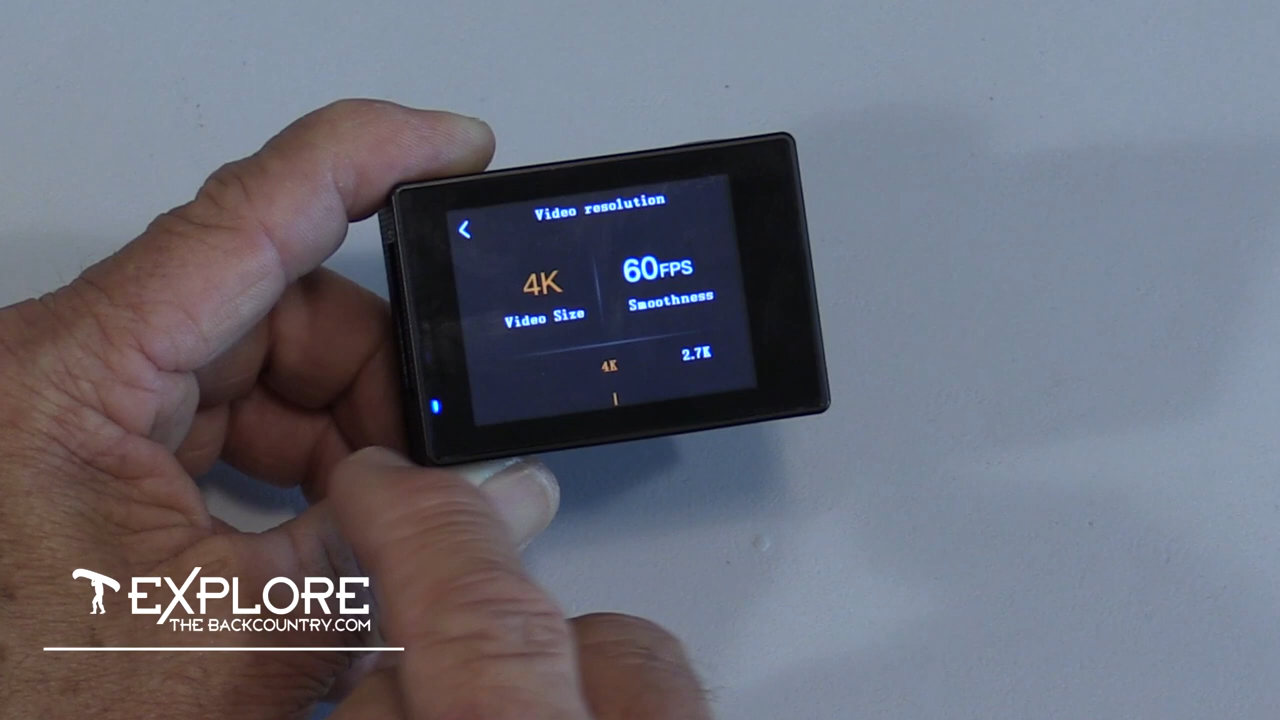 Video resolution
4K
60FPS
Video Size
Smoothness
4K
2.7K
EXPLORE
THE BACKCOUNTRY.COM